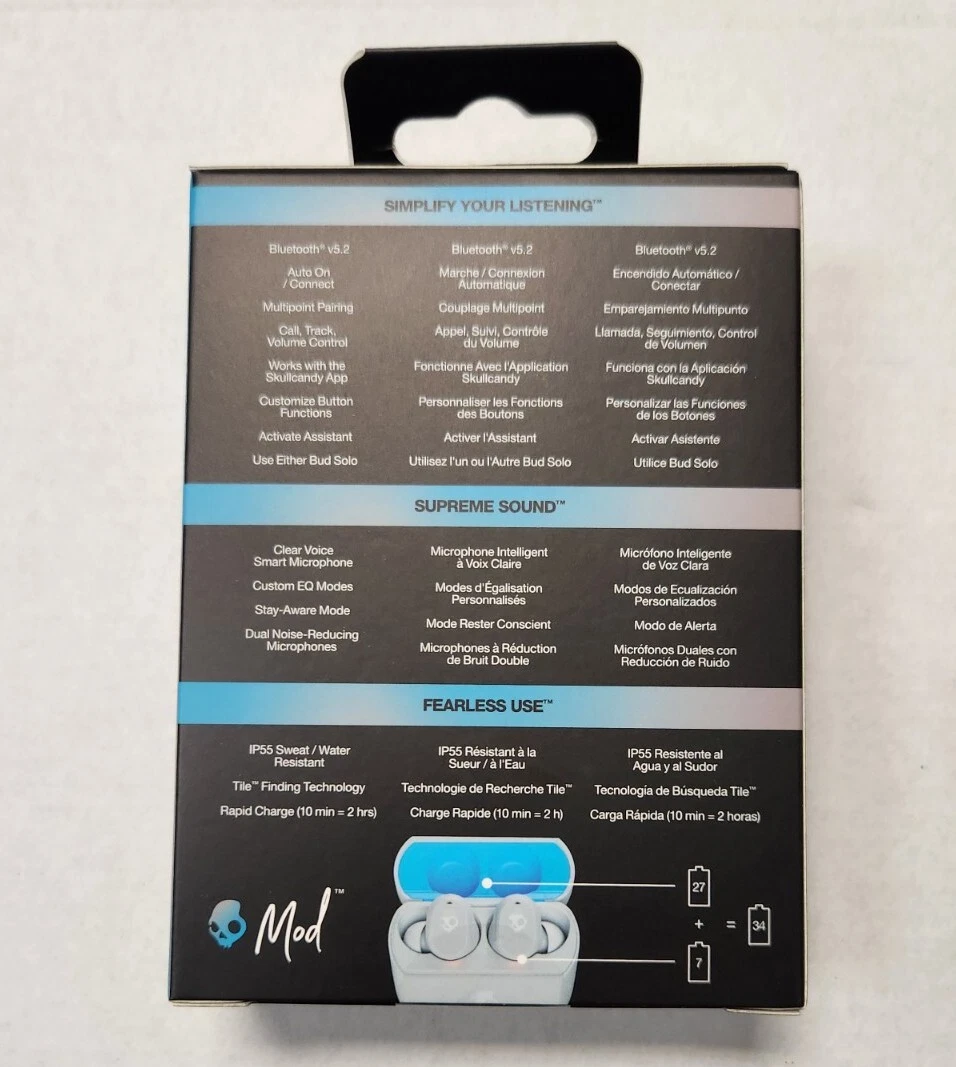 SIMPLIFY YOUR LISTENING™
Bluetooth® v5.2
Auto On
/ Connect
Multipoint Pairing
Call, Track,
Volume Control
Works with the
Skullcandy App
Customize Button
Functions
Activate Assistant
Use Either Bud Solo
Bluetooth® v5.2
Marche / Connexion
Automatique
Couplage Multipoint
Appel, Suivi, Contrôle
du Volume
Fonctionne Avec l'Application
Skullcandy
Personnaliser les Fonctions
des Boutons
Activer l'Assistant
Utilisez l'un ou l'Autre Bud Solo
Bluetooth® v5.2
Encendido Automático /
Conectar
Emparejamiento Multipunto
Llamada, Seguimiento, Control
de Volumen
Funciona con la Aplicación
Skullcandy
Personalizar las Funciones
de los Botones
Activar Asistente
Utilice Bud Solo
SUPREME SOUND™
Clear Voice
Smart Microphone
Custom EQ Modes
Stay-Aware Mode
Dual Noise-Reducing
Microphones
Microphone Intelligent
à Voix Claire
Modes d'Égalisation
Personnalisés
Mode Rester Conscient
Microphones à Réduction
de Bruit Double
Micrófono Inteligente
de Voz Clara
Modos de Ecualización
Personalizados
Modo de Alerta
Micrófonos Duales con
Reducción de Ruido
FEARLESS USE™
IP55 Sweat / Water
Resistant
Tile™ Finding Technology
Rapid Charge (10 min = 2 hrs)
IP55 Résistant à la
Sueur / à l'Eau
Technologie de Recherche Tile™
Charge Rapide (10 min = 2 h)
IP55 Resistente al
Agua y al Sudor
Tecnología de Búsqueda Tile™
Carga Rápida (10 min = 2 horas)
Mod™
27
+ = 34
7